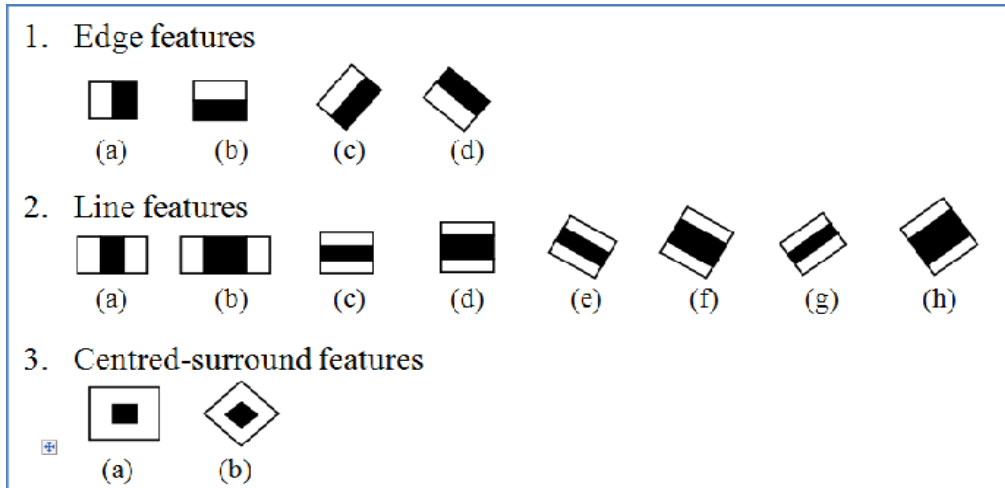 1. Edge features
(a) (b) (c) (d)
2. Line features
(a) (b) (c) (d) (e) (f) (g) (h)
3. Centred-surround features
(a) (b)